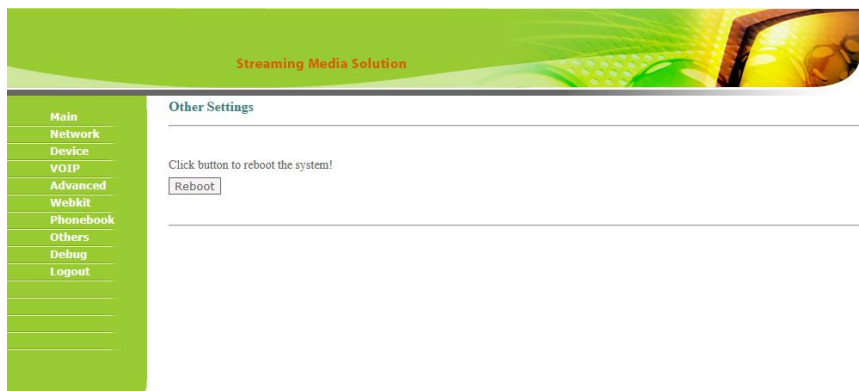 Streaming Media Solution
Main
Network
Device
VOIP
Advanced
Webkit
Phonebook
Others
Debug
Logout
Other Settings
Click button to reboot the system!
Reboot